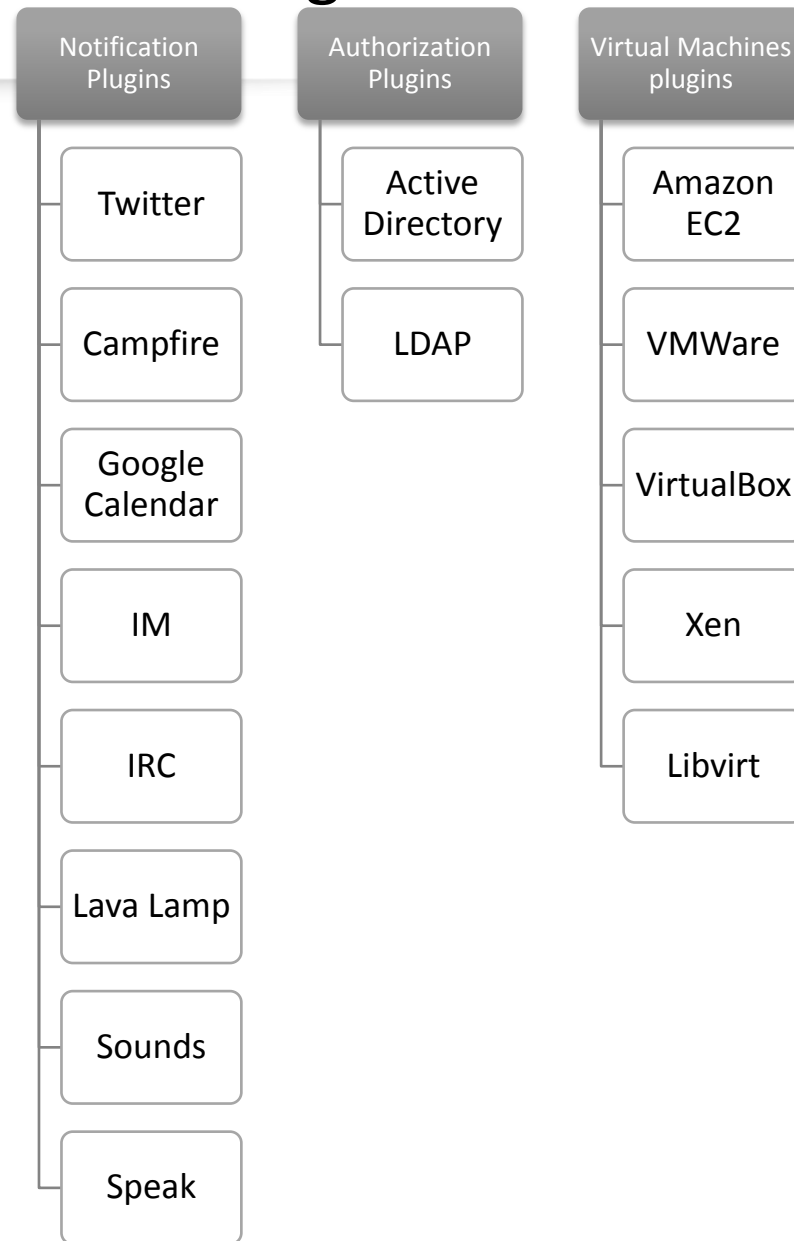 Notification
Plugins
Twitter
Campfire
Google
Calendar
IM
IRC
Lava Lamp
Sounds
Speak
Authorization
Plugins
Active
Directory
LDAP
Virtual Machines
plugins
Amazon
EC2
VMWare
VirtualBox
Xen
Libvirt